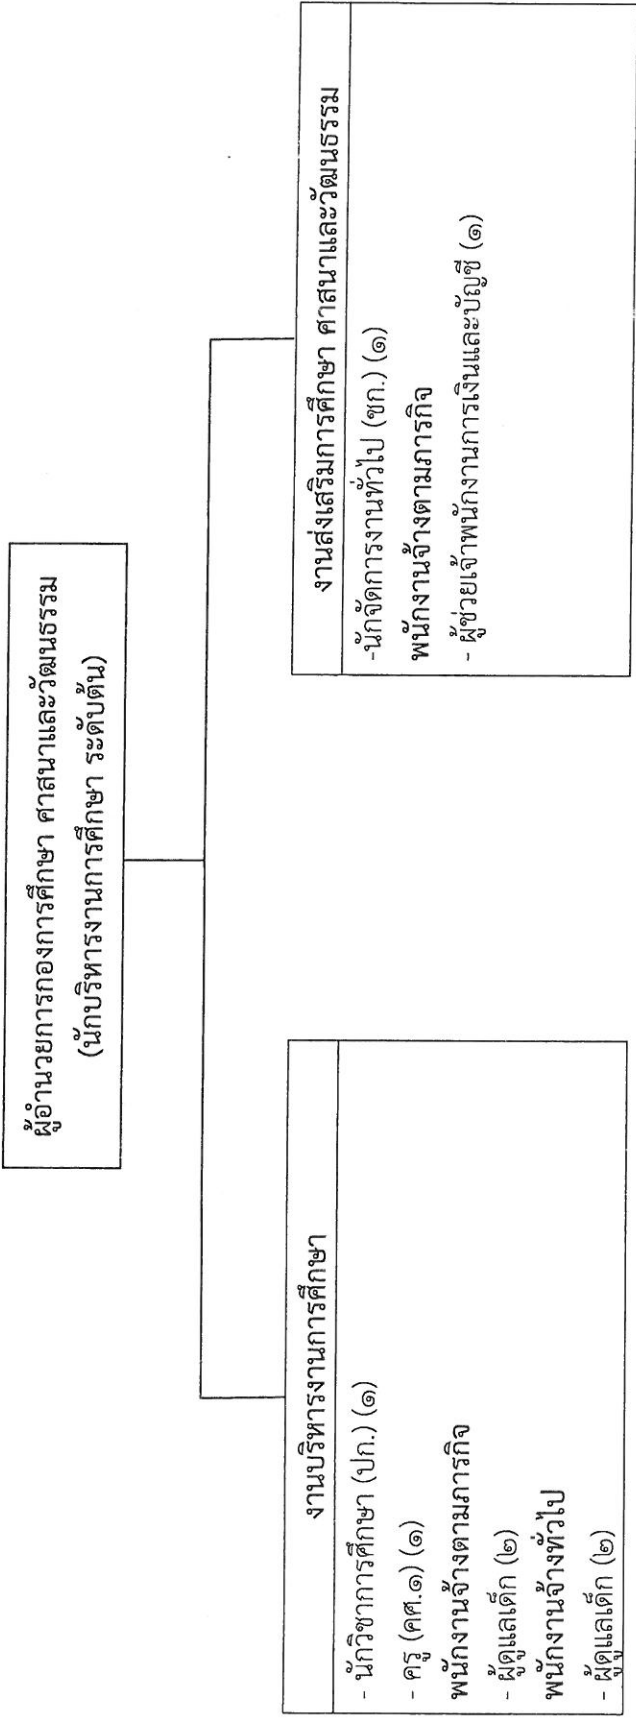 ผู้อำนวยการกองการศึกษา ศาสนาและวัฒนธรรม
(นักบริหารงานการศึกษา ระดับต้น)
งานบริหารงานการศึกษา
- นักวิชาการศึกษา (ปก.) (๑)
- ครู (คศ.๑) (๑)
พนักงานจ้างตามภารกิจ
- ผู้ดูแลเด็ก (๒)
พนักงานจ้างทั่วไป
- ผู้ดูแลเด็ก (๒)
งานส่งเสริมการศึกษา ศาสนาและวัฒนธรรม
-นักจัดการงานทั่วไป (ชก.) (๑)
พนักงานจ้างตามภารกิจ
- ผู้ช่วยเจ้าพนักงานการเงินและบัญชี (๑)